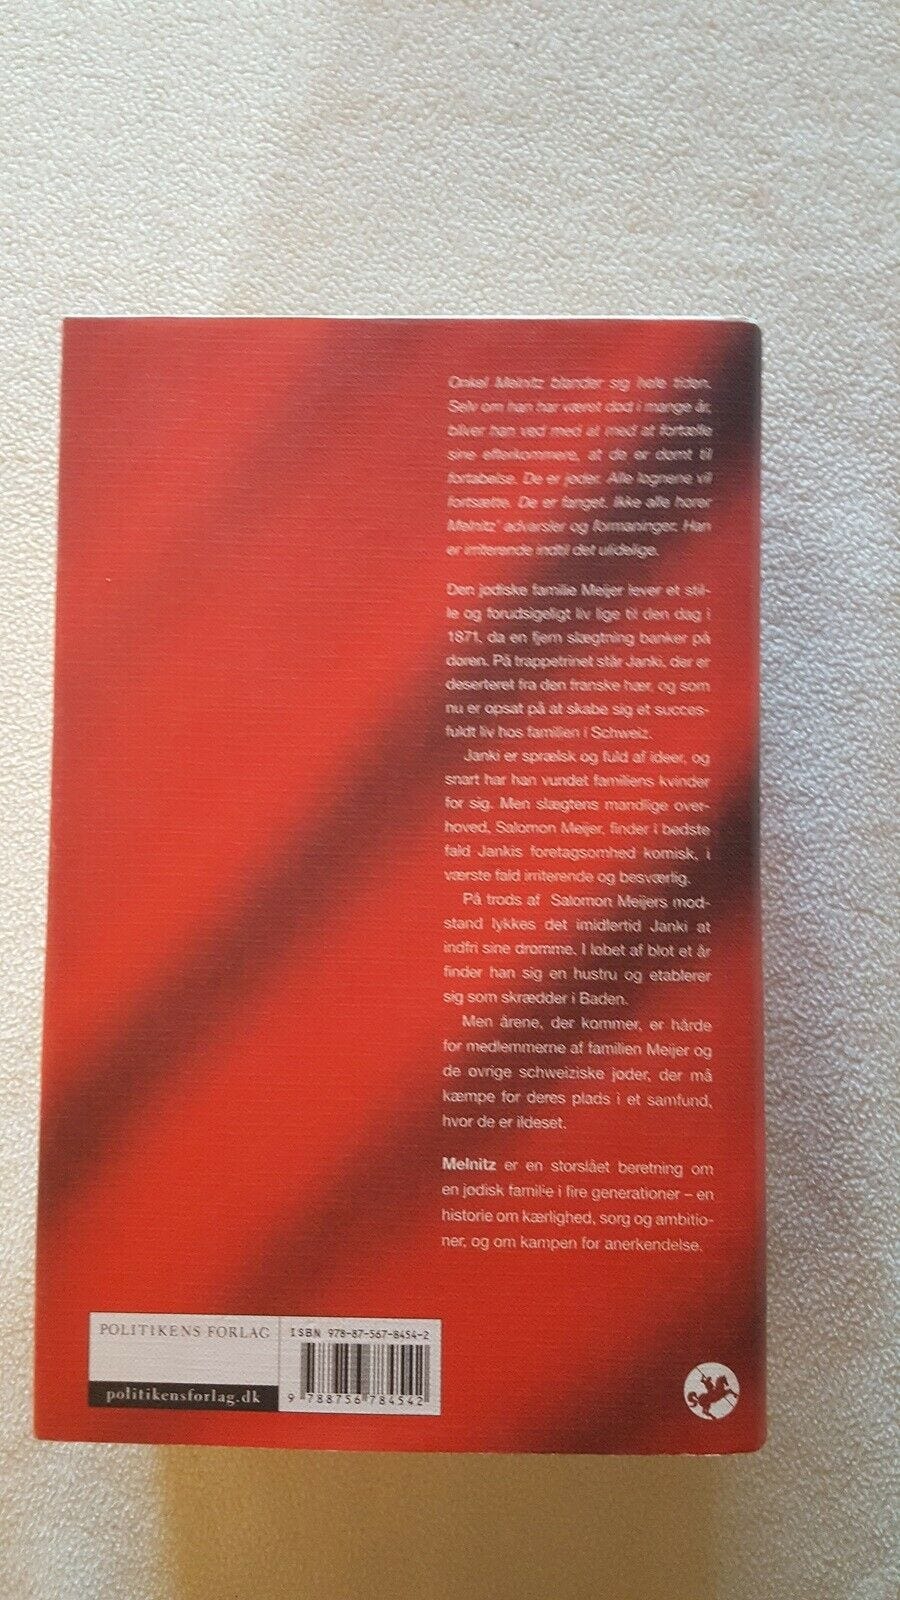 Onkel Melnitz blander sig hele tiden.
Selv om han har været død i mange år,
bliver han ved med at med at fortælle
sine efterkommere, at de er dømt til
fortabelse. De er jøder. Alle løgnene vil
fortsætte. De er fanget. Ikke alle hører
Melnitz' advarsler og formaninger. Han
er irriterende indtil det ulidelige.
Den jødiske familie Meijer lever et stil-
le og forudsigeligt liv lige til den dag i
1871, da en fjern slægtning banker på
døren. På trappetrinet står Janki, der er
deserteret fra den franske hær, og som
nu er opsat på at skabe sig et succes-
fuldt liv hos familien i Schweiz.
Janki er sprælsk og fuld af ideer, og
snart har han vundet familiens kvinder
for sig. Men slægtens mandlige over-
hoved, Salomon Meijer, finder i bedste
fald Jankis foretagsomhed komisk, i
værste fald irriterende og besværlig.
På trods af Salomon Meijers mod-
stand lykkes det imidlertid Janki at
indfri sine drømme. I løbet af blot et år
finder han sig en hustru og etablerer
sig som skrædder i Baden.
Men årene, der kommer, er hårde
for medlemmerne af familien Meijer og
de øvrige schweiziske jøder, der må
kæmpe for deres plads i et samfund,
hvor de er ildeset.
Melnitz er en storslået beretning om
en jødisk familie i fire generationer – en
historie om kærlighed, sorg og ambitio-
ner, og om kampen for anerkendelse.
POLITIKENS FORLAG
politikensforlag.dk
ISBN 978-87-567-8454-2
9 788756 784542